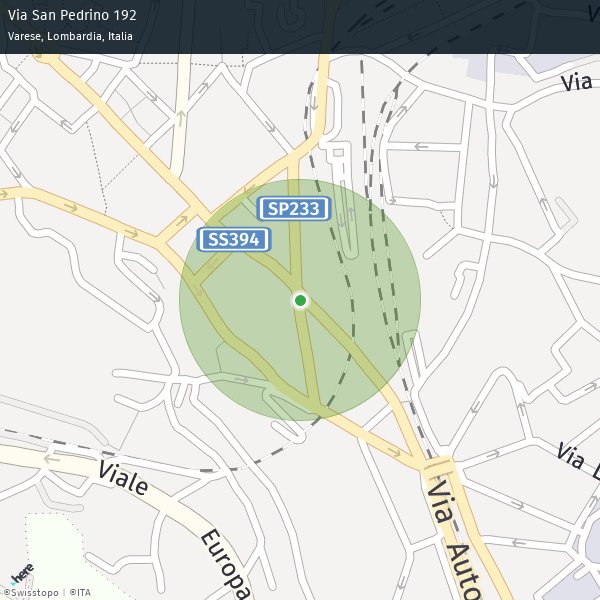 Via San Pedrino 192
Varese, Lombardia, Italia
Via
SP233
SS394
Viale
Europa
Via
Via Auto
here
©Swisstopo | ©ITA